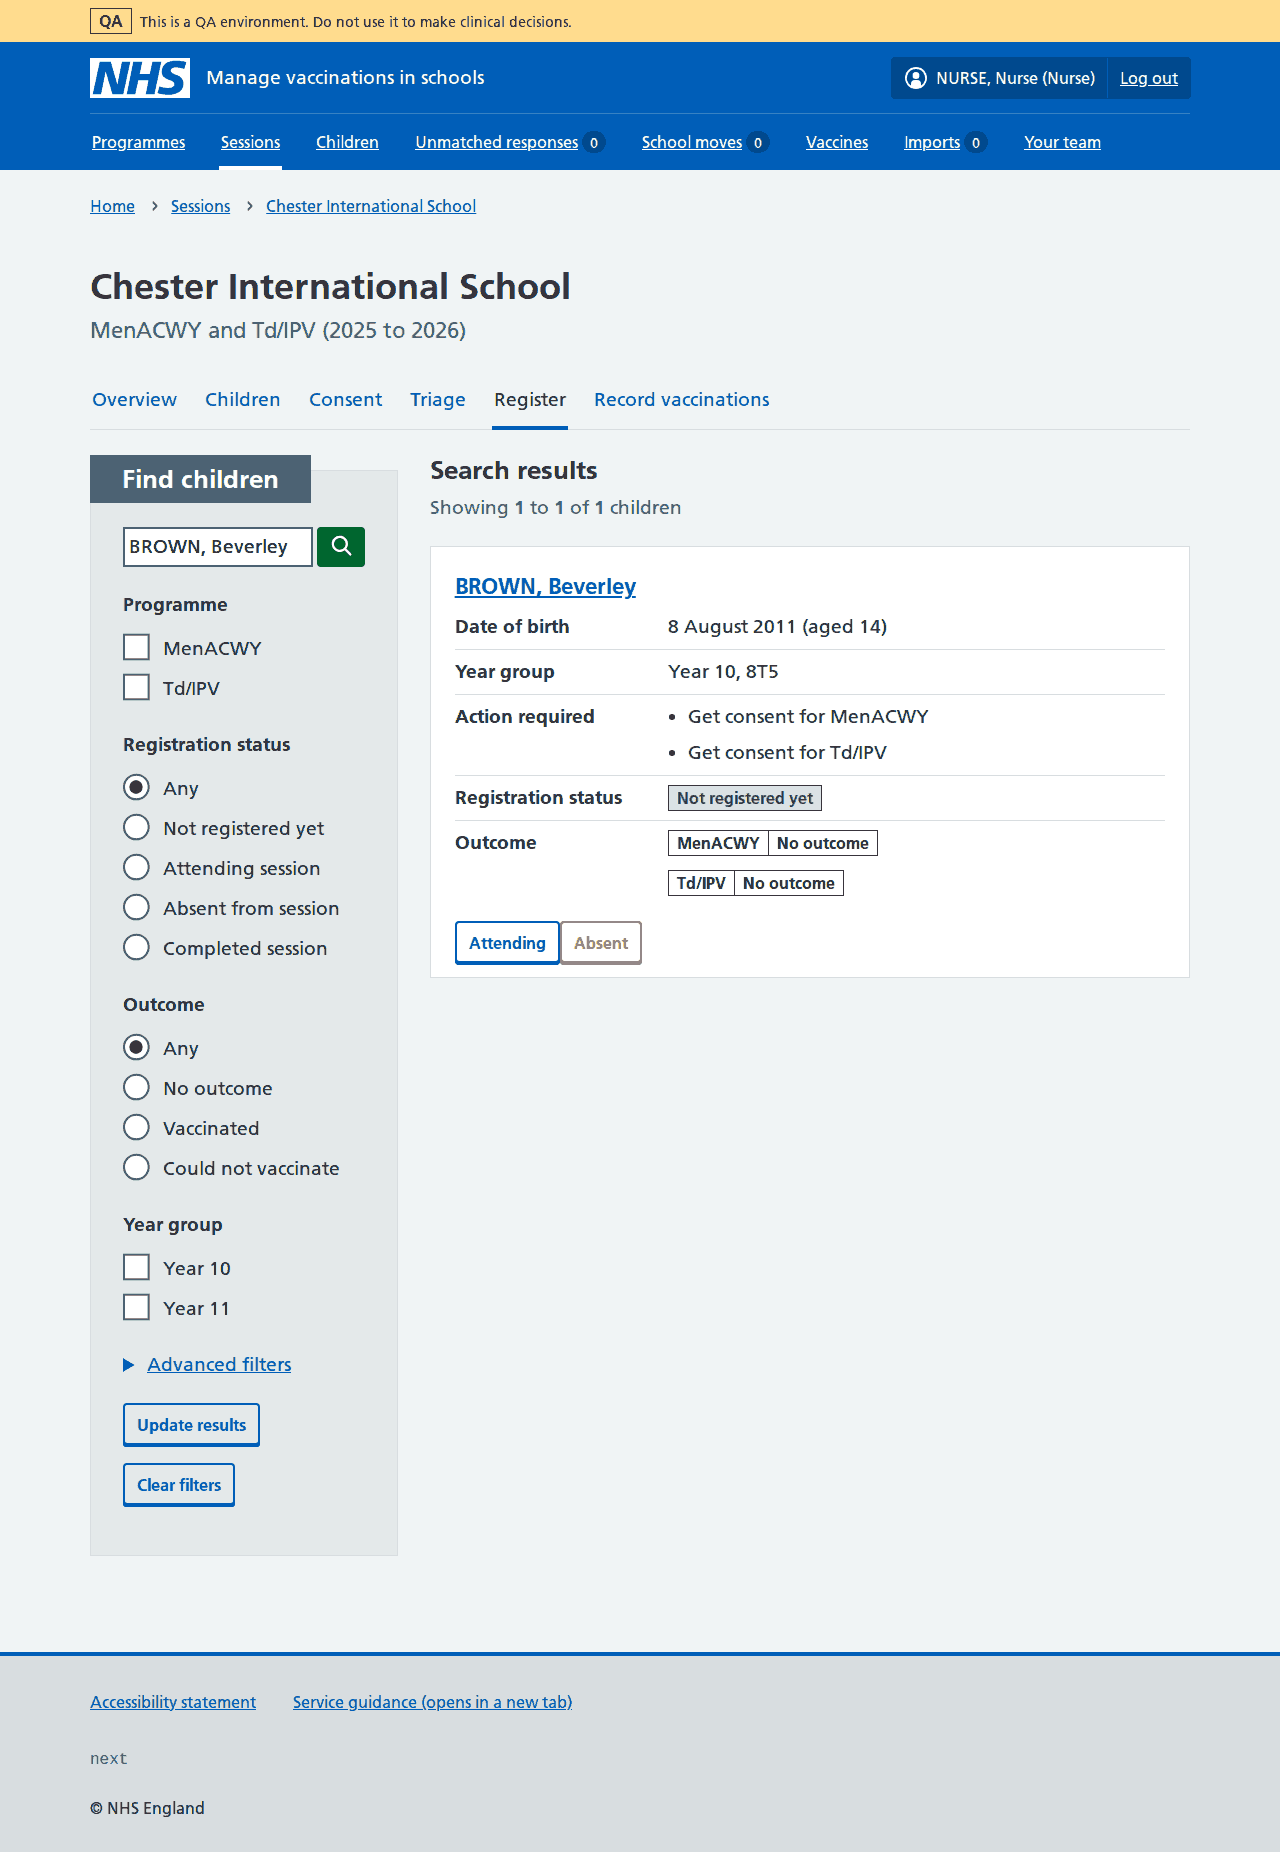 QA This is a QA environment. Do not use it to make clinical decisions.
NHS Manage vaccinations in schools NURSE, Nurse (Nurse) Log out
Programmes Sessions Children Unmatched responses 0 School moves 0 Vaccines Imports 0 Your team
Home Sessions Chester International School
Chester International School
MenACWY and Td/IPV (2025 to 2026)
Overview Children Consent Triage Register Record vaccinations
Find children
BROWN, Beverley
Programme
MenACWY
Td/IPV
Registration status
Any
Not registered yet
Attending session
Absent from session
Completed session
Outcome
Any
No outcome
Vaccinated
Could not vaccinate
Year group
Year 10
Year 11
Advanced filters
Update results
Clear filters
Search results
Showing 1 to 1 of 1 children
BROWN, Beverley
Date of birth 8 August 2011 (aged 14)
Year group Year 10, 8T5
Action required • Get consent for MenACWY
• Get consent for Td/IPV
Registration status Not registered yet
Outcome MenACWY No outcome
Td/IPV No outcome
Attending Absent
Accessibility statement Service guidance (opens in a new tab)
next
© NHS England